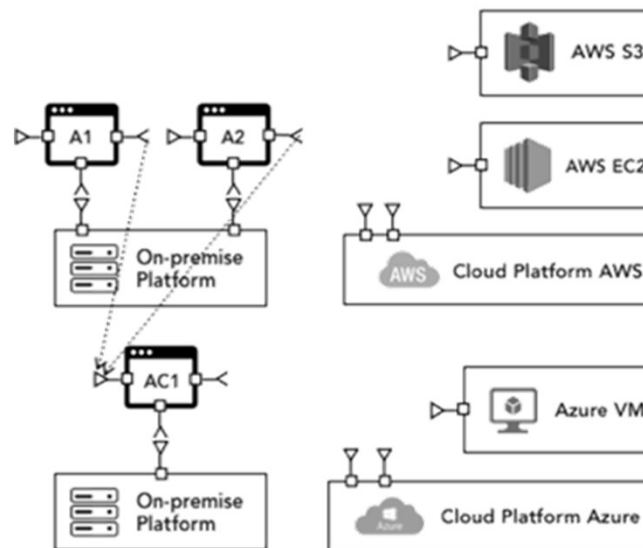 AWS S3
A1
A2
AWS EC2
On-premise
Platform
AWS
Cloud Platform AWS
AC1
Azure VM
On-premise
Platform
Azure
Cloud Platform Azure